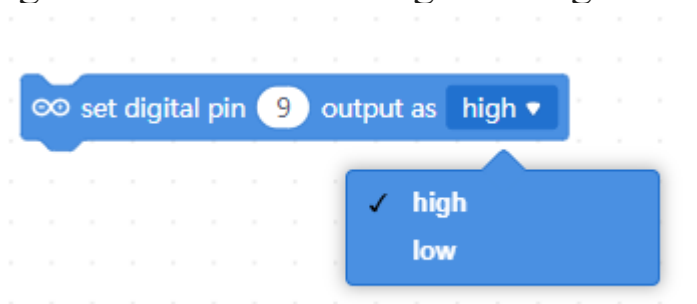 set digital pin 9 output as high
✓ high
low